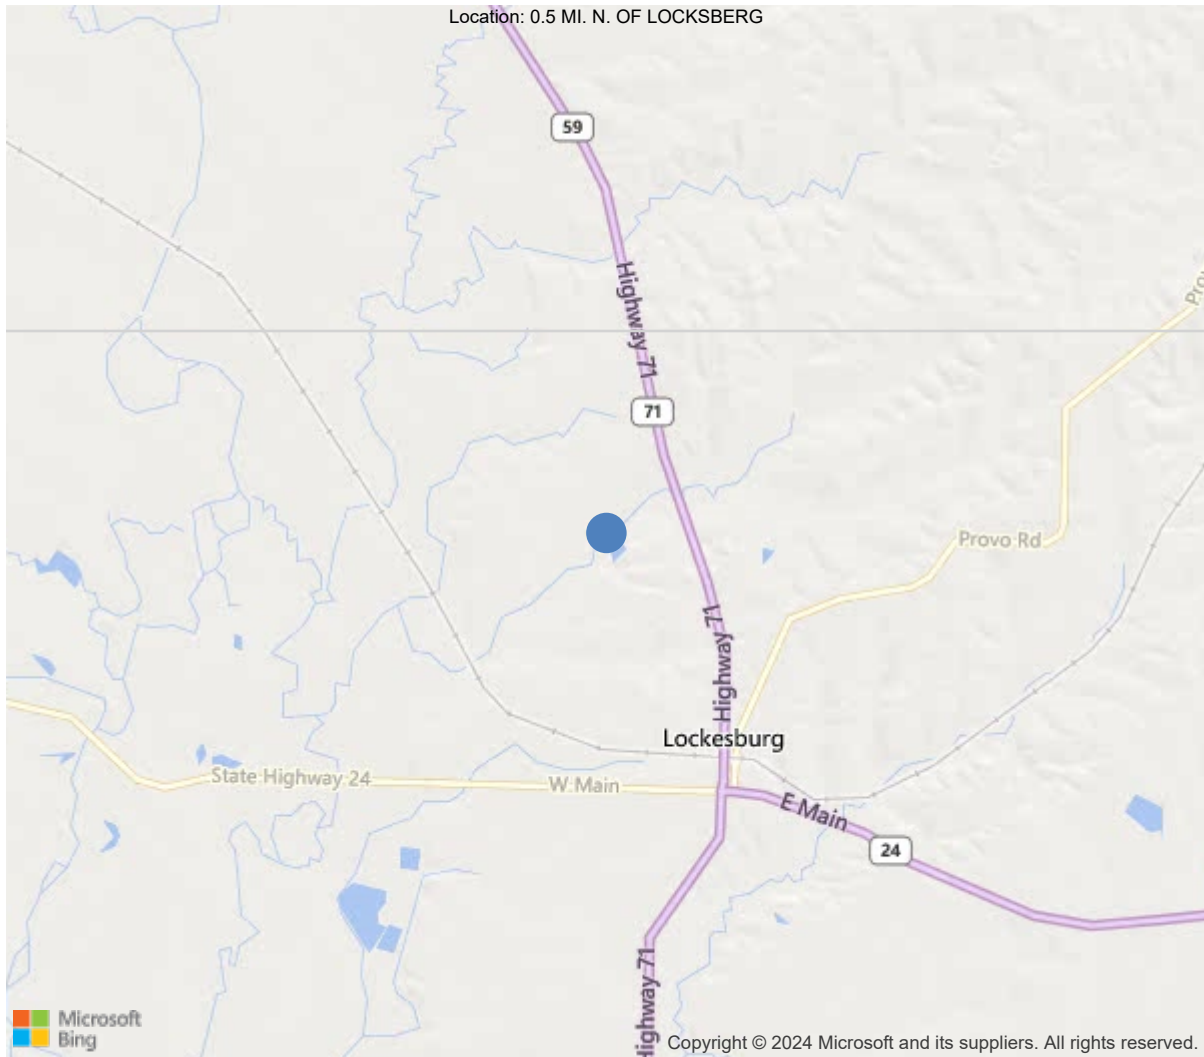 Location: 0.5 MI. N. OF LOCKSBERG
59
Highway 71
71
Pro
Provo Rd
Highway 71
Lockesburg
State Highway 24
W Main
E Main
24
Highway 71
Microsoft
Bing
Copyright © 2024 Microsoft and its suppliers. All rights reserved.